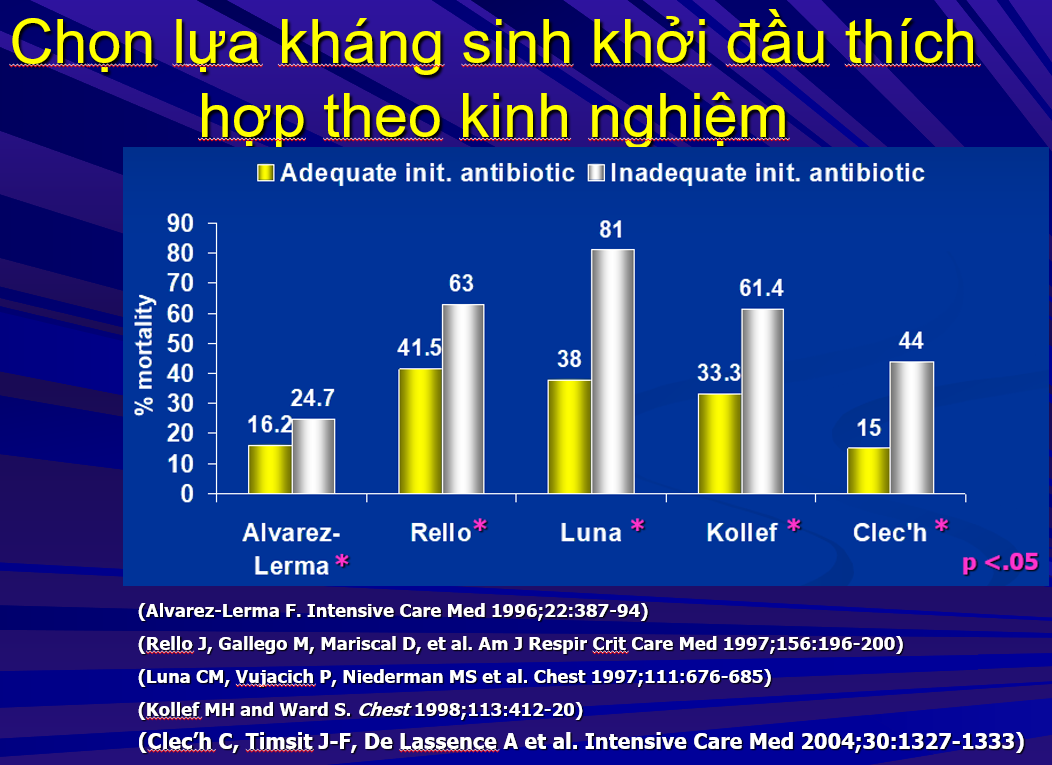 Chọn lựa kháng sinh khởi đầu thích
hợp theo kinh nghiệm
Adequate init. antibiotic Inadequate init. antibiotic
% mortality
90
80
70
60
50
40
30
20
10
0
16.2
24.7
41.5
63
38
81
33.3
61.4
15
44
Alvarez-
Lerma *
Rello *
Luna *
Kollef *
Clec'h *
p <.05
(Alvarez-Lerma F. Intensive Care Med 1996;22:387-94)
(Rello J, Gallego M, Mariscal D, et al. Am J Respir Crit Care Med 1997;156:196-200)
(Luna CM, Vujacich P, Niederman MS et al. Chest 1997;111:676-685)
(Kollef MH and Ward S. Chest 1998;113:412-20)
(Clec’h C, Timsit J-F, De Lassence A et al. Intensive Care Med 2004;30:1327-1333)